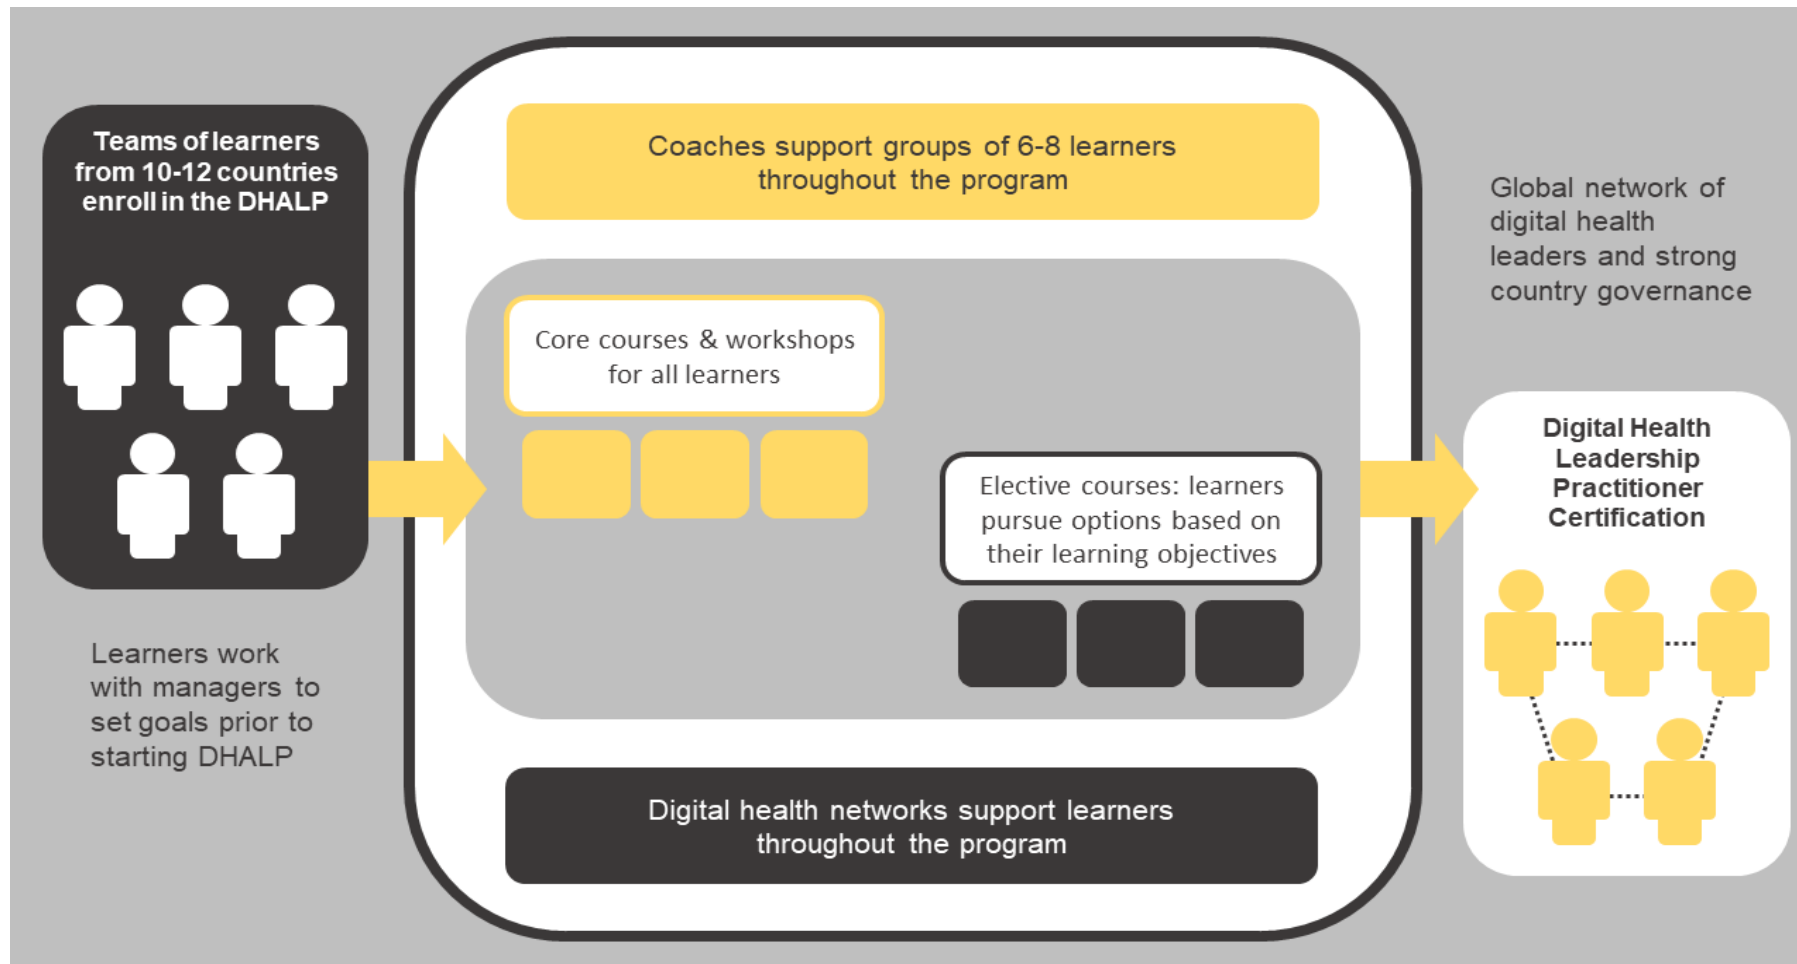 Teams of learners
from 10-12 countries
enroll in the DHALP
Learners work
with managers to
set goals prior to
starting DHALP
Coaches support groups of 6-8 learners
throughout the program
Core courses & workshops
for all learners
Elective courses: learners
pursue options based on
their learning objectives
Digital health networks support learners
throughout the program
Global network of
digital health
leaders and strong
country governance
Digital Health
Leadership
Practitioner
Certification